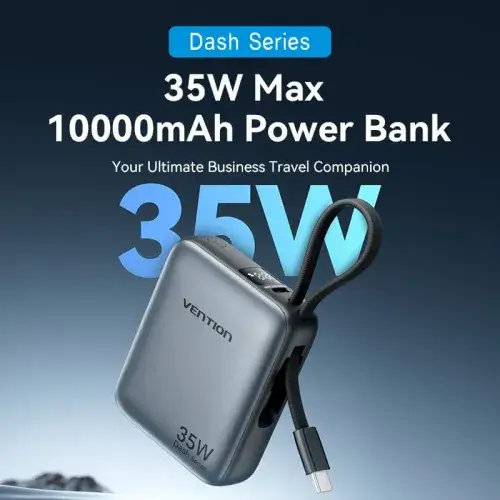 Dash Series
35W Max
10000mAh Power Bank
Your Ultimate Business Travel Companion
35W
VENTION
35W
Dash Series